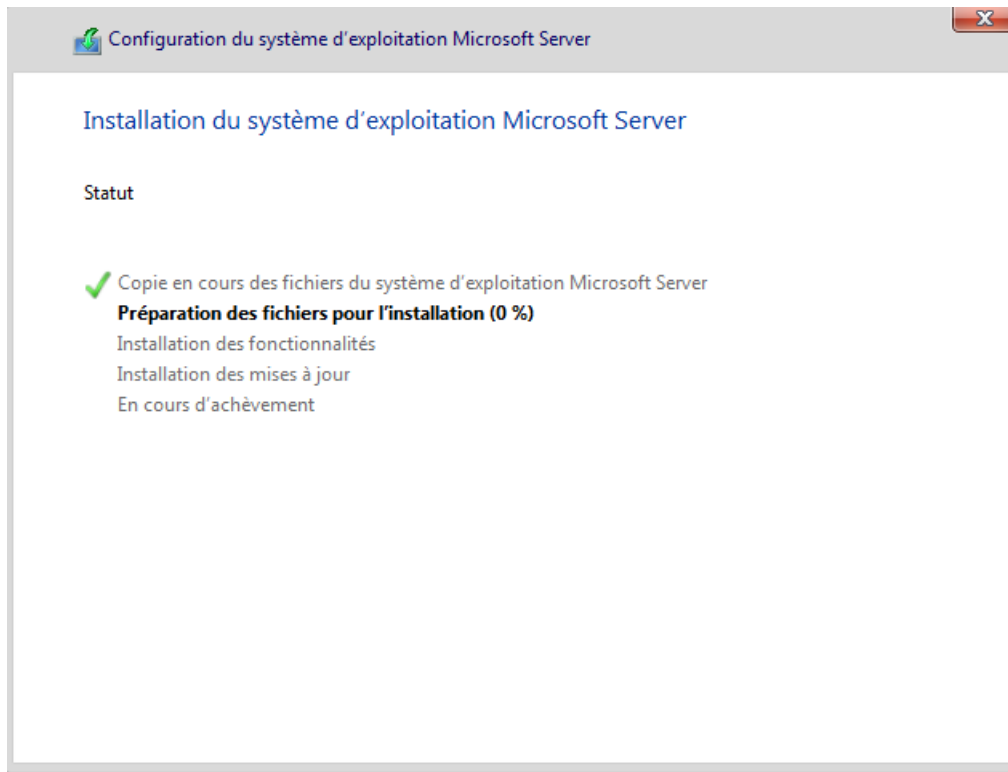 Configuration du système d'exploitation Microsoft Server
Installation du système d'exploitation Microsoft Server
Statut
Copie en cours des fichiers du système d'exploitation Microsoft Server
Préparation des fichiers pour l'installation (0 %)
Installation des fonctionnalités
Installation des mises à jour
En cours d'achèvement